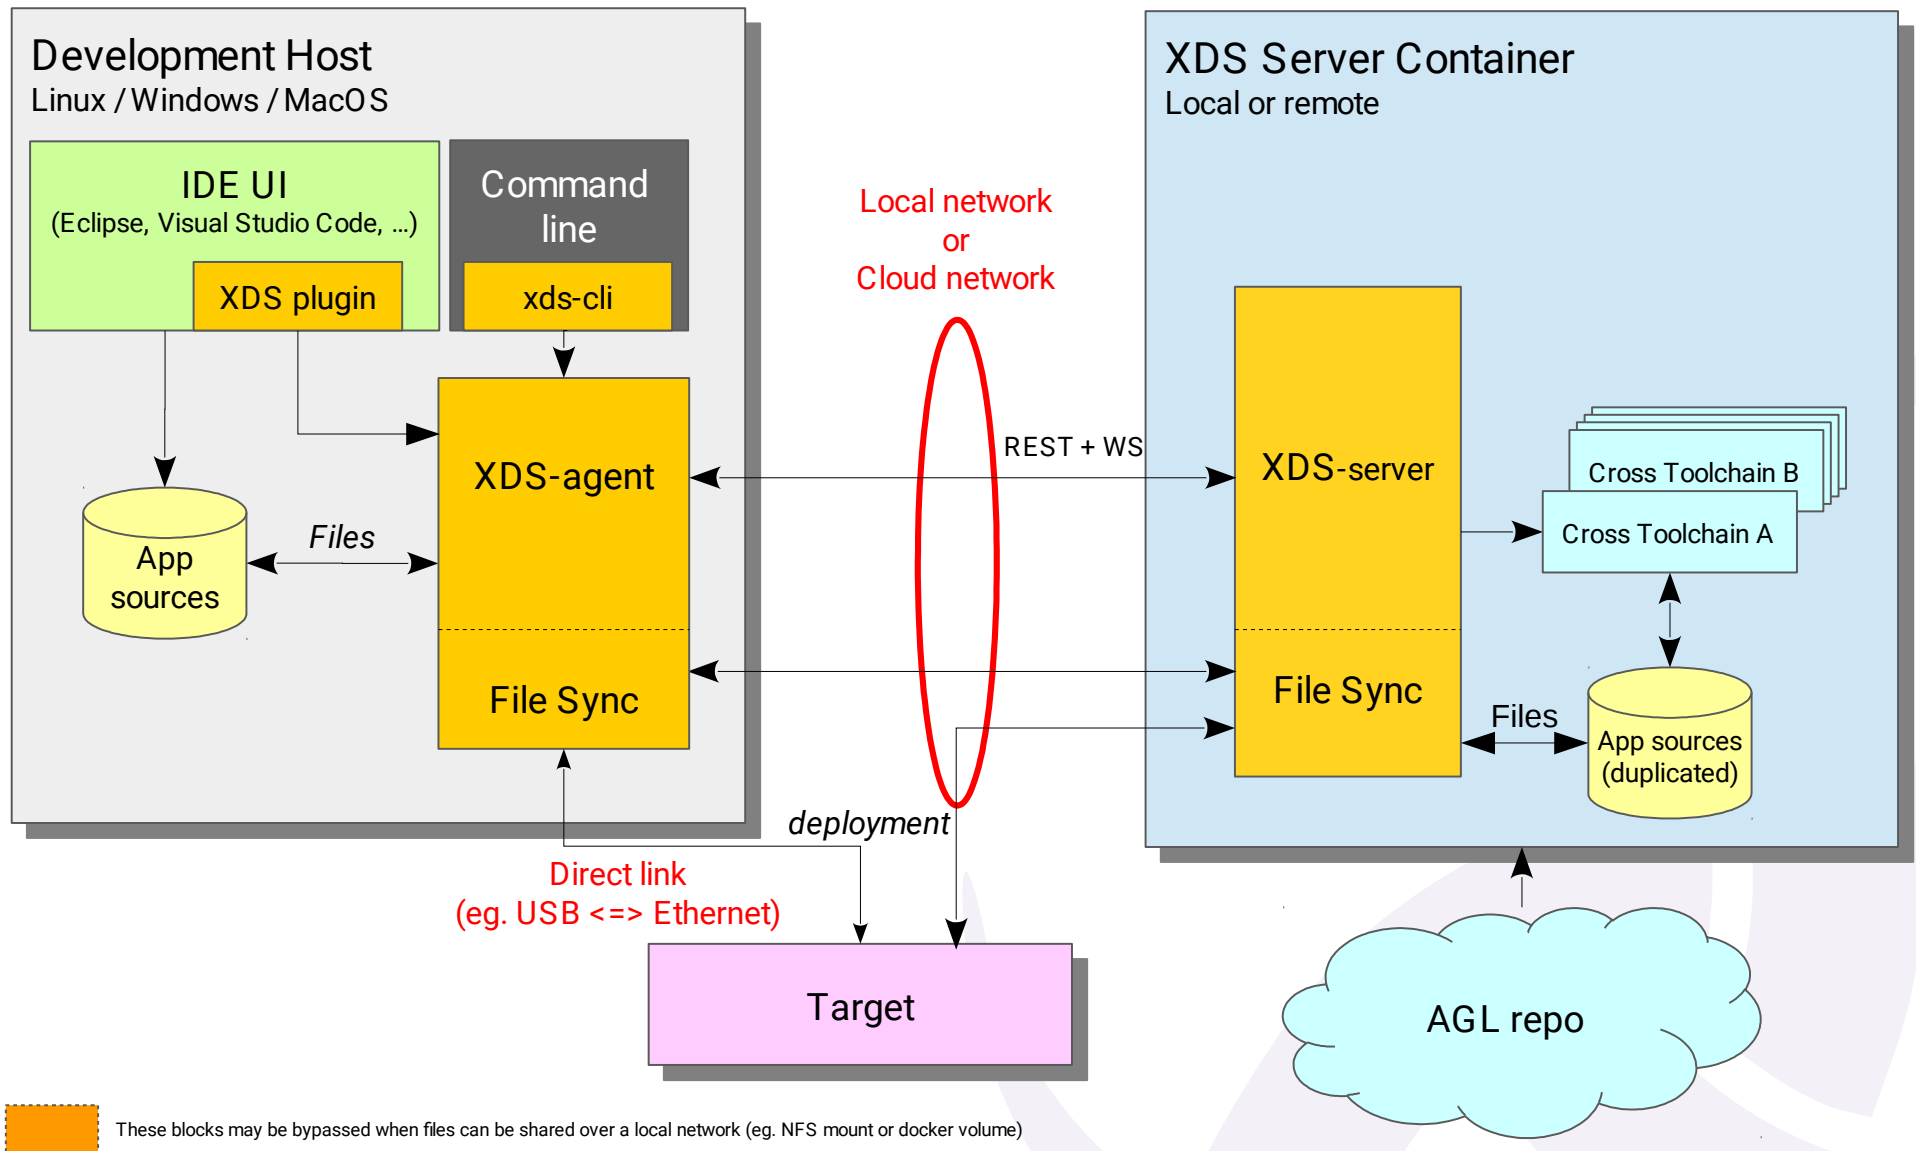 Development Host
Linux / Windows / MacOS
IDE UI
(Eclipse, Visual Studio Code, ...)
XDS plugin
Command
line
xds-cli
XDS-agent
File Sync
App
sources
Files
Local network
or
Cloud network
REST + WS
deployment
Direct link
(eg. USB <=> Ethernet)
Target
XDS Server Container
Local or remote
XDS-server
File Sync
Cross Toolchain B
Cross Toolchain A
Files
App sources
(duplicated)
AGL repo
These blocks may be bypassed when files can be shared over a local network (eg. NFS mount or docker volume)